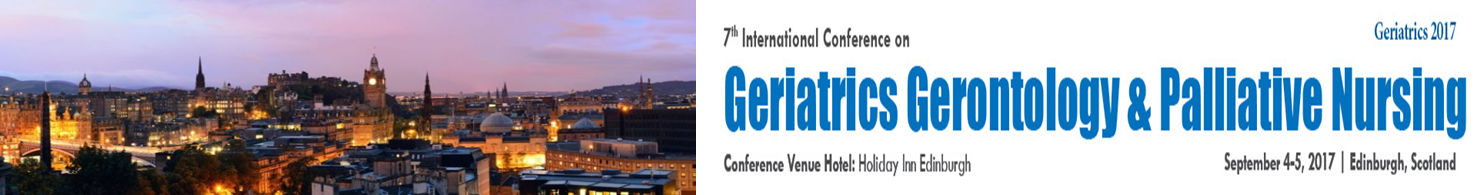 7th International Conference on
Geriatrics 2017
Geriatrics Gerontology & Palliative Nursing
Conference Venue Hotel: Holiday Inn Edinburgh
September 4-5, 2017 | Edinburgh, Scotland